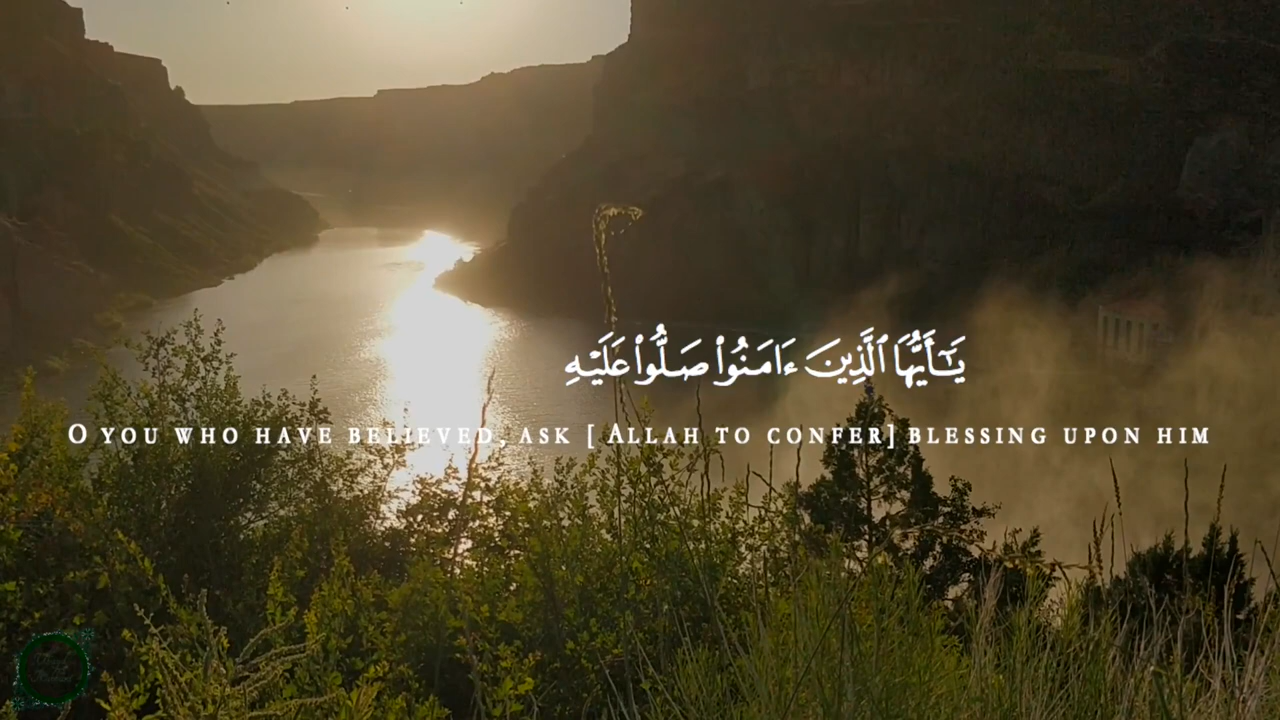 يَـٰٓأَيُّهَا ٱلَّذِينَ ءَامَنُوا۟ صَلُّوا۟ عَلَيْهِ
O YOU WHO HAVE BELIEVED, ASK [ ALLAH TO CONFER] BLESSING UPON HIM